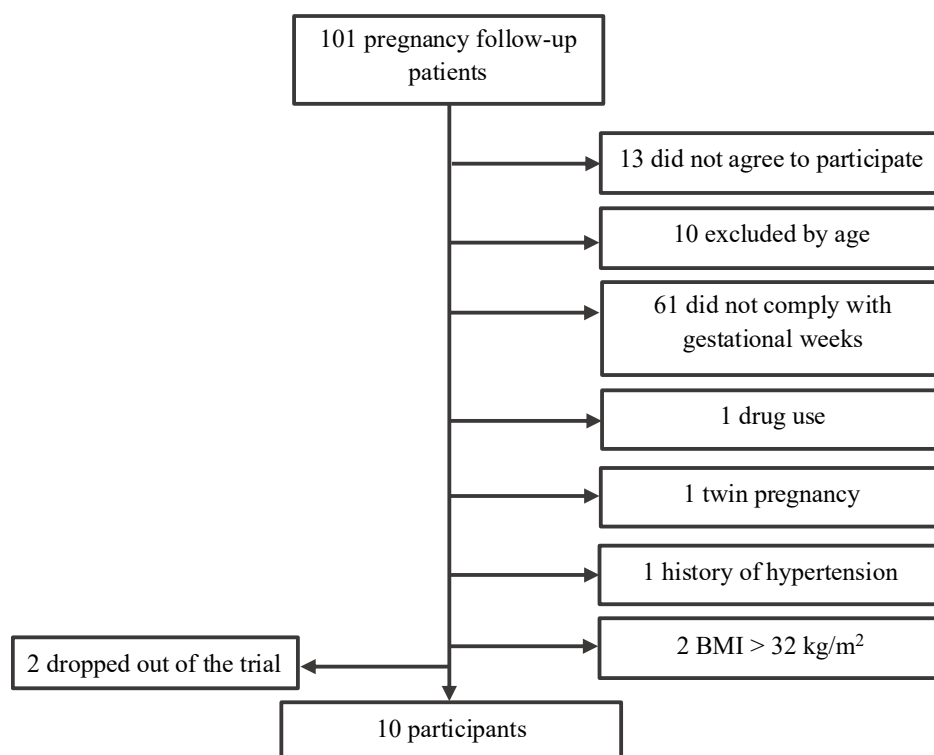 101 pregnancy follow-up
patients
13 did not agree to participate
10 excluded by age
61 did not comply with
gestational weeks
1 drug use
1 twin pregnancy
1 history of hypertension
2 BMI > 32 kg/m²
2 dropped out of the trial
10 participants